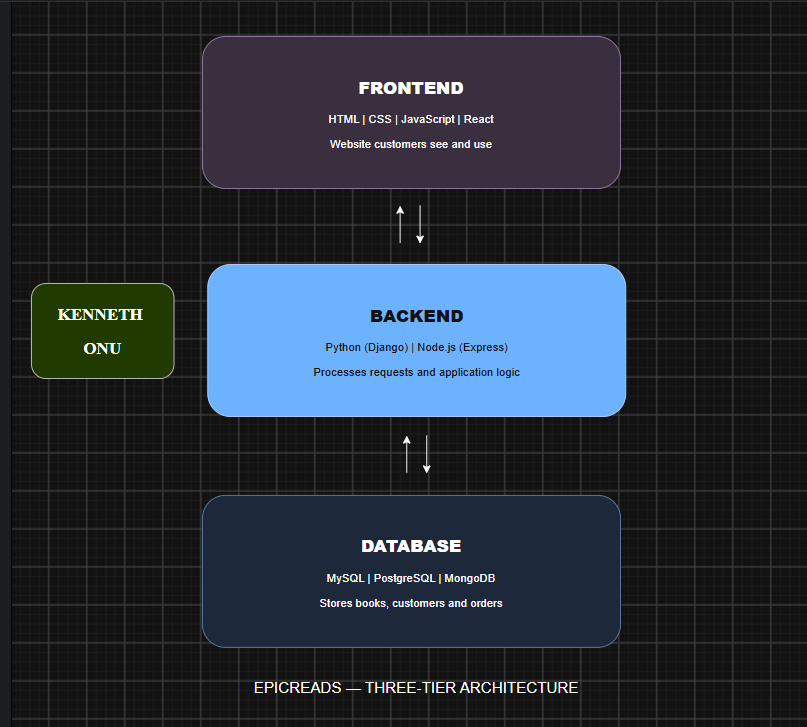 FRONTEND
HTML | CSS | JavaScript | React
Website customers see and use
KENNETH
ONU
BACKEND
Python (Django) | Node.js (Express)
Processes requests and application logic
DATABASE
MySQL | PostgreSQL | MongoDB
Stores books, customers and orders
EPICREADS — THREE-TIER ARCHITECTURE